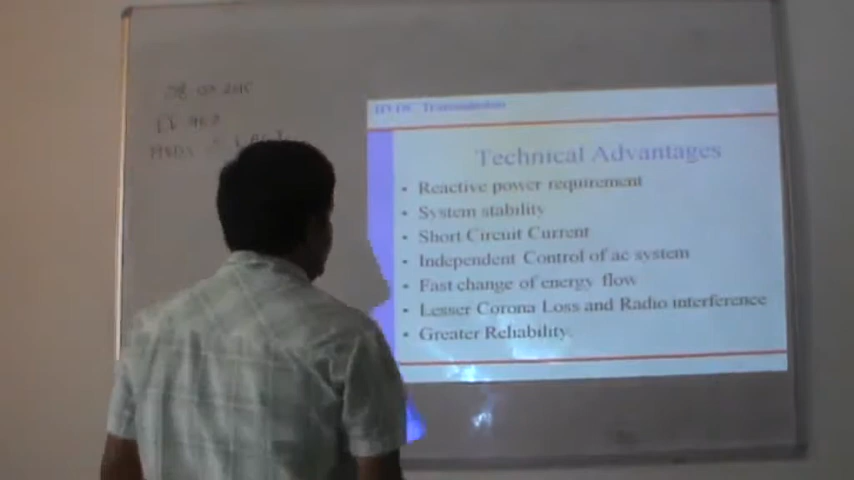 HVDC Transmission
Technical Advantages
• Reactive power requirement
• System stability
• Short Circuit Current
• Independent Control of ac system
• Fast change of energy flow
• Lesser Corona Loss and Radio interference
• Greater Reliability